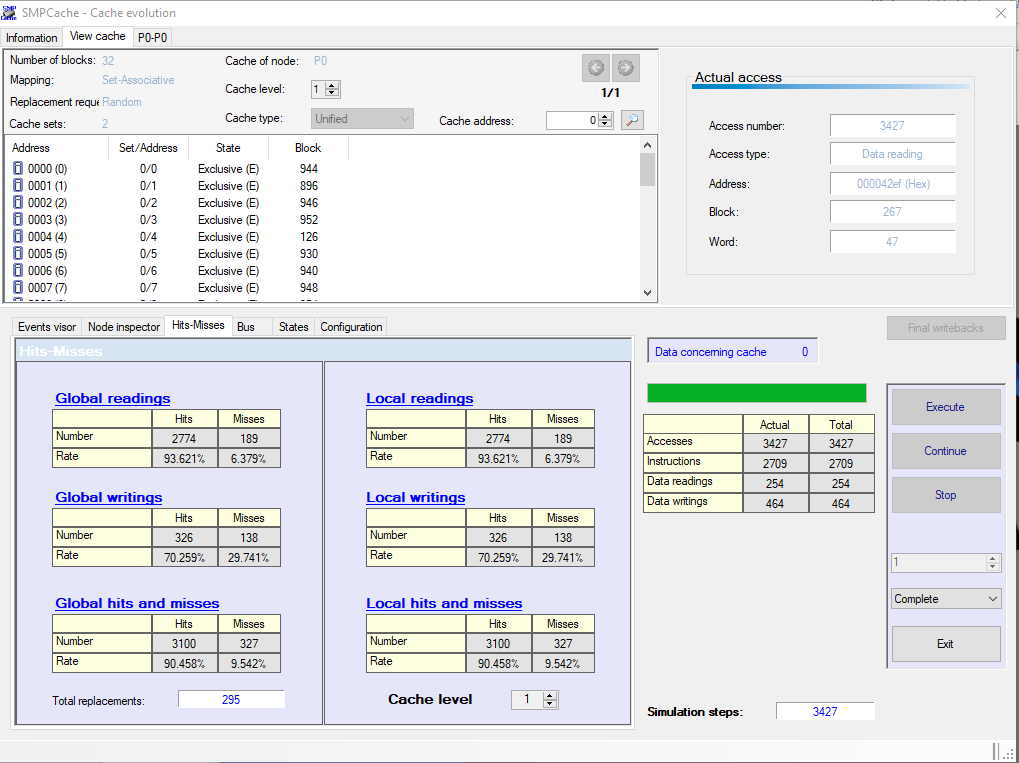 SMPCache - Cache evolution
Information View cache P0-P0
Number of blocks: 32 Cache of node: P0
Mapping: Set-Associative Cache level: 1
Replacement reque Random 1/1
Cache sets: 2 Cache type: Unified Cache address: 0
Address Set/Address State Block
0000 (0) 0/0 Exclusive (E) 944
0001 (1) 0/1 Exclusive (E) 896
0002 (2) 0/2 Exclusive (E) 946
0003 (3) 0/3 Exclusive (E) 952
0004 (4) 0/4 Exclusive (E) 126
0005 (5) 0/5 Exclusive (E) 930
0006 (6) 0/6 Exclusive (E) 940
0007 (7) 0/7 Exclusive (E) 948
Actual access
Access number: 3427
Access type: Data reading
Address: 000042ef (Hex)
Block: 267
Word: 47
Events visor Node inspector Hits-Misses Bus States Configuration
Hits-Misses
Global readings
Hits Misses
Number 2774 189
Rate 93.621% 6.379%
Global writings
Hits Misses
Number 326 138
Rate 70.259% 29.741%
Global hits and misses
Hits Misses
Number 3100 327
Rate 90.458% 9.542%
Total replacements: 295
Local readings
Hits Misses
Number 2774 189
Rate 93.621% 6.379%
Local writings
Hits Misses
Number 326 138
Rate 70.259% 29.741%
Local hits and misses
Hits Misses
Number 3100 327
Rate 90.458% 9.542%
Cache level 1
Data concerning cache 0
Actual Total
Accesses 3427 3427
Instructions 2709 2709
Data readings 254 254
Data writings 464 464
Simulation steps: 3427
Final writebacks
Execute
Continue
Stop
1
Complete
Exit